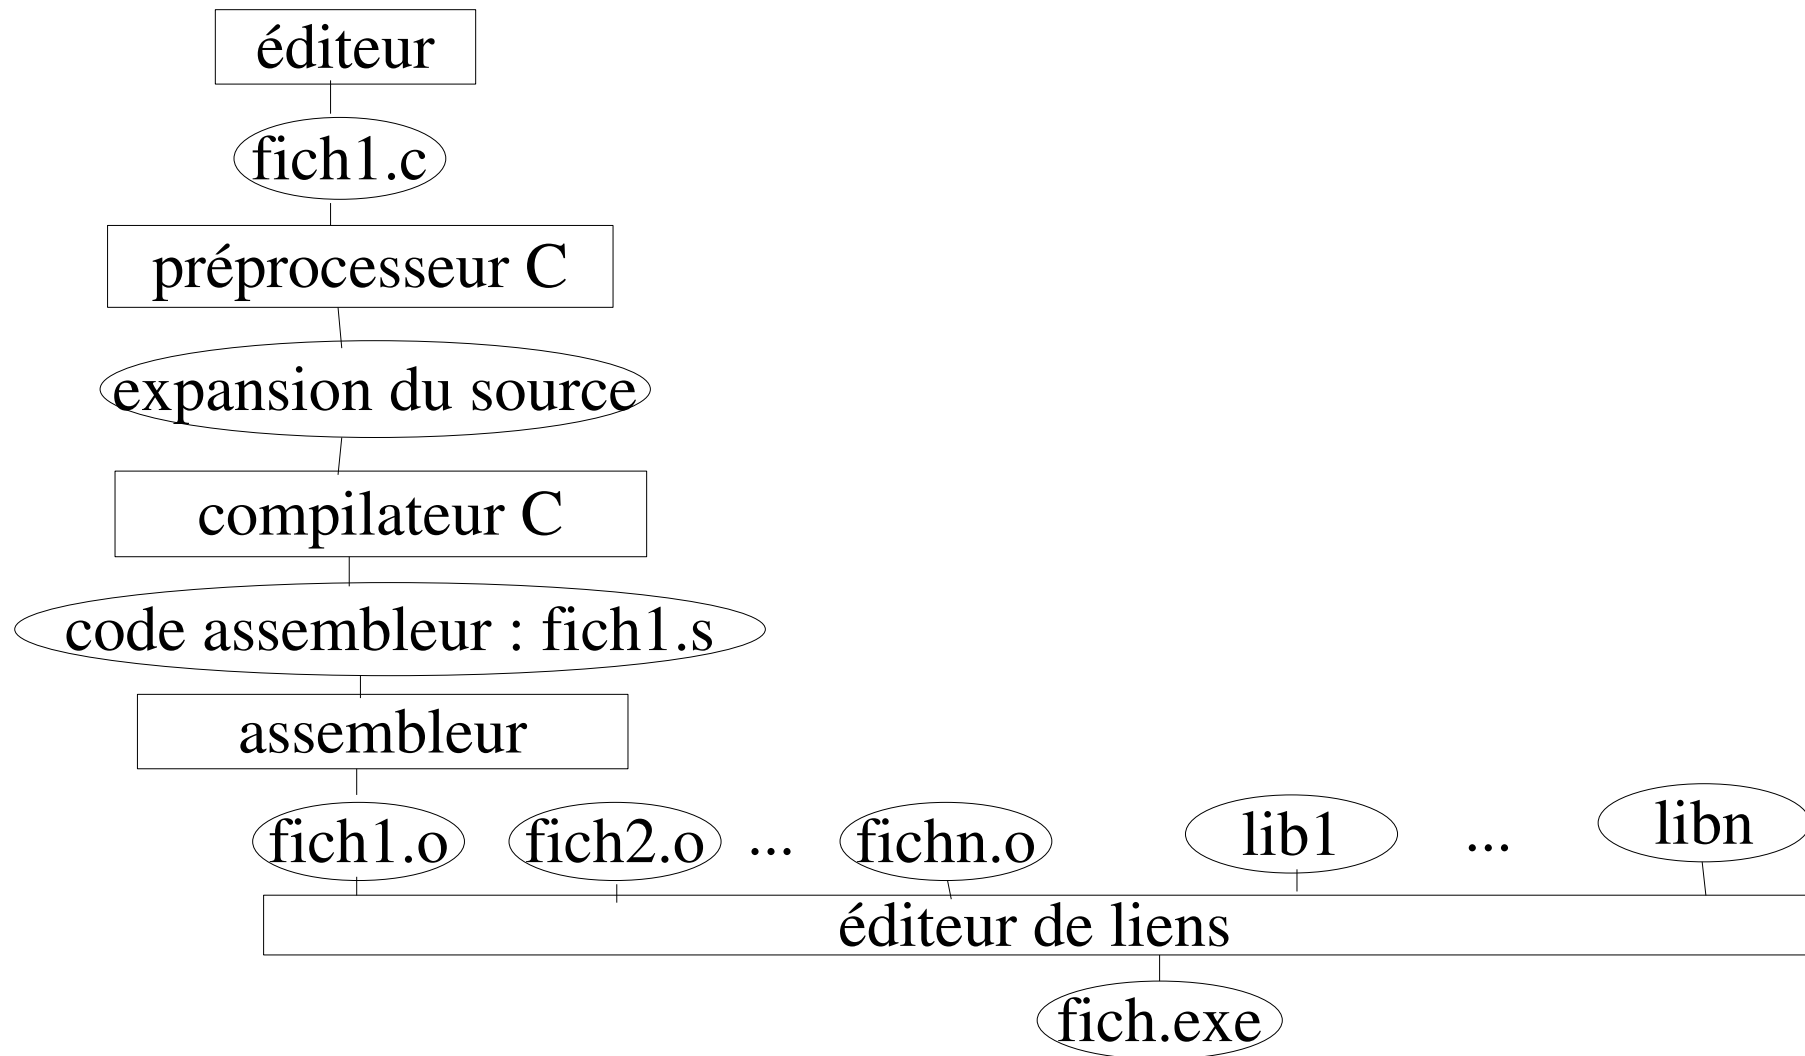 éditeur
fich1.c
préprocesseur C
expansion du source
compilateur C
code assembleur : fich1.s
assembleur
fich1.o fich2.o ... fichn.o lib1 ... libn
éditeur de liens
fich.exe